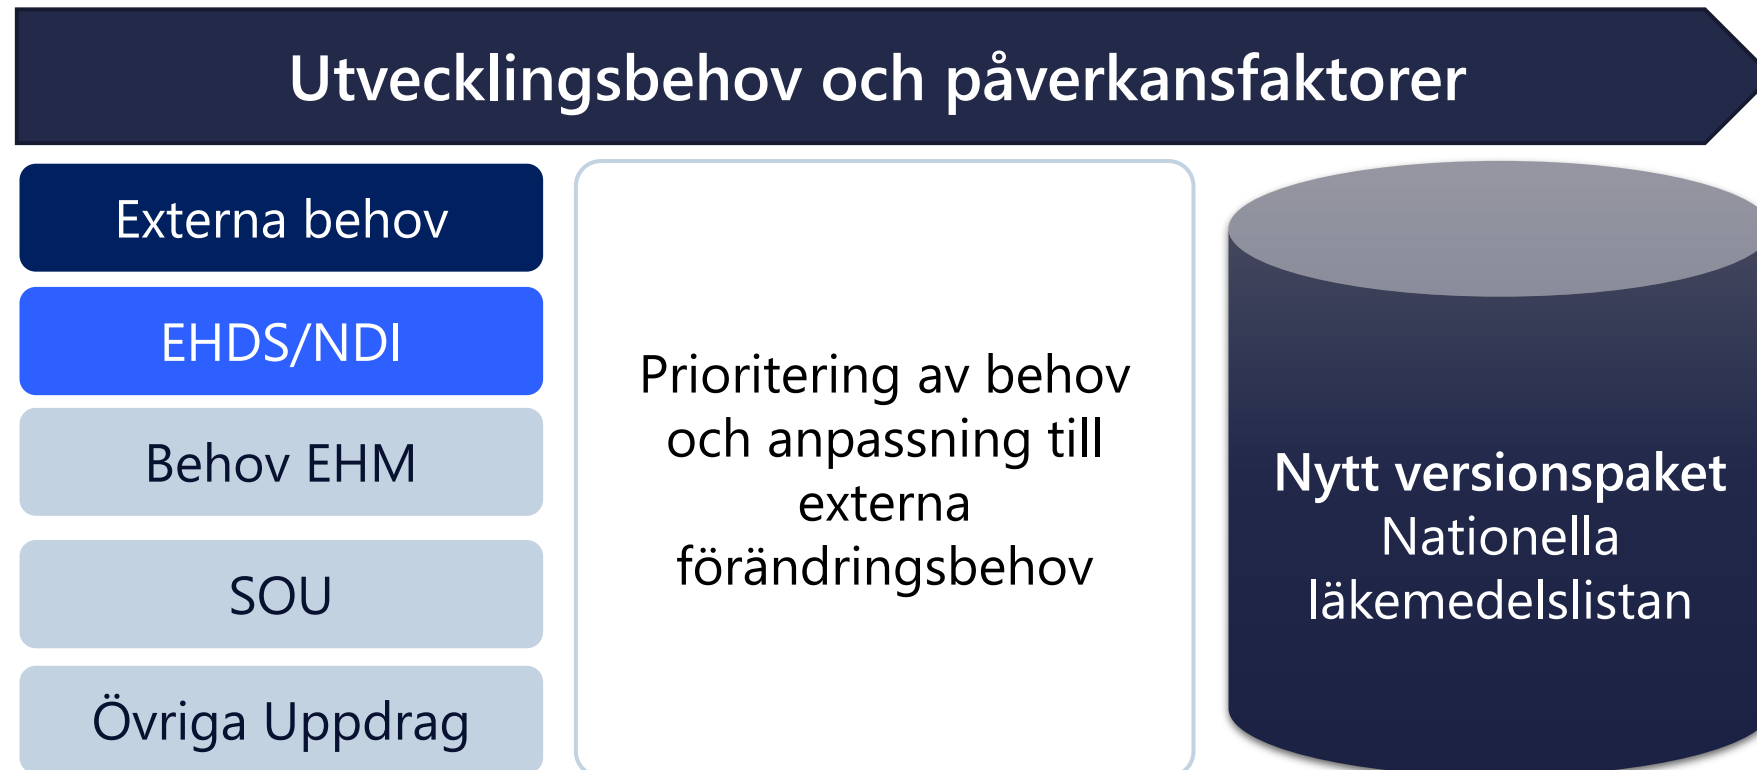 Utvecklingsbehov och påverkansfaktorer
Externa behov
EHDS/NDI
Behov EHM
SOU
Övriga Uppdrag
Prioritering av behov
och anpassning till
externa
förändringsbehov
Nytt versionspaket
Nationella
läkemedelslistan